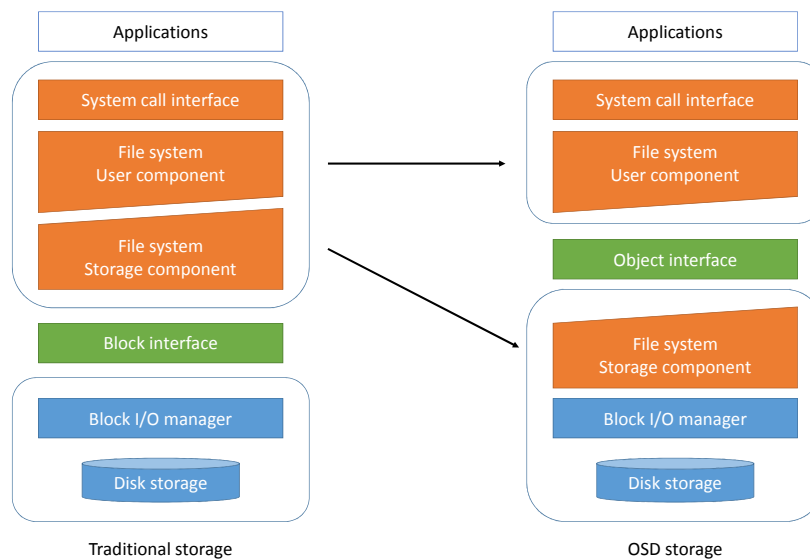 Applications
System call interface
File system
User component
File system
Storage component
Block interface
Block I/O manager
Disk storage
Traditional storage
Applications
System call interface
File system
User component
Object interface
File system
Storage component
Block I/O manager
Disk storage
OSD storage